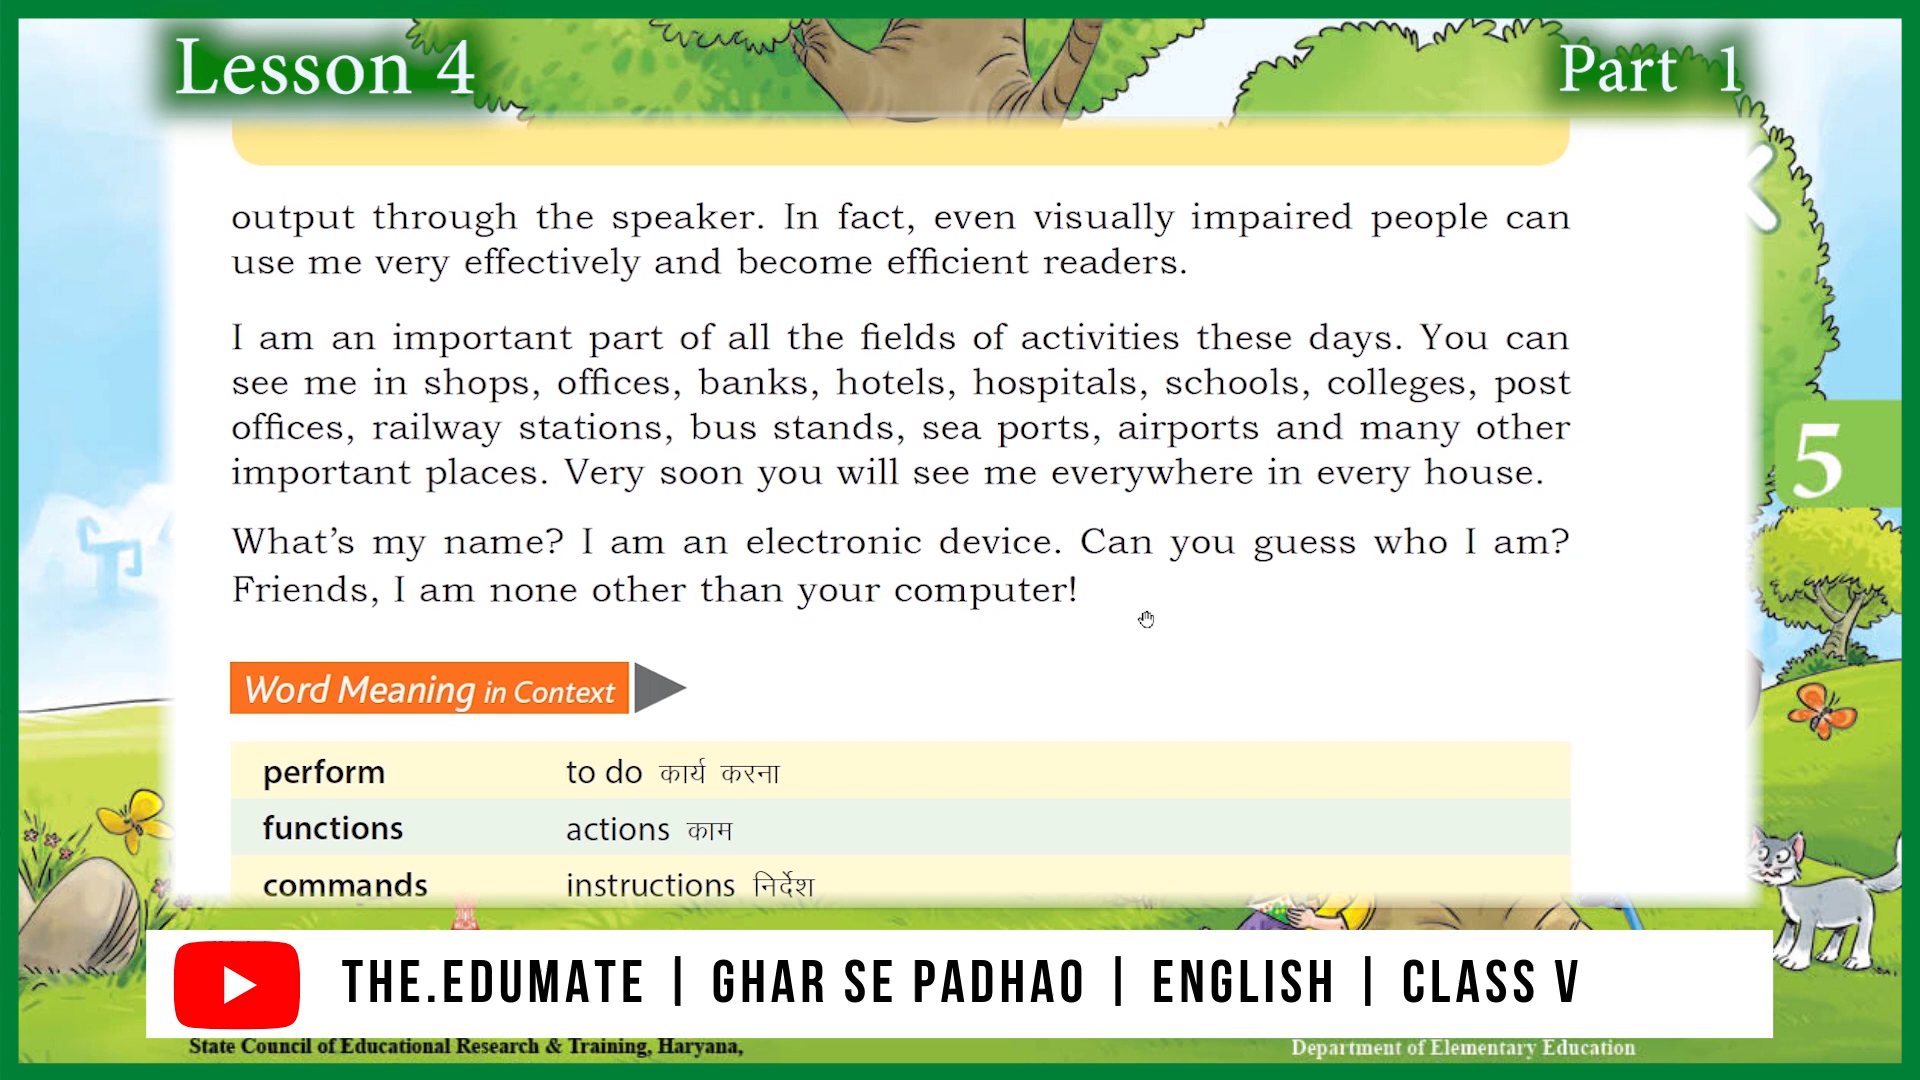 Lesson 4
Part 1
output through the speaker. In fact, even visually impaired people can
use me very effectively and become efficient readers.
I am an important part of all the fields of activities these days. You can
see me in shops, offices, banks, hotels, hospitals, schools, colleges, post
offices, railway stations, bus stands, sea ports, airports and many other
important places. Very soon you will see me everywhere in every house.
What's my name? I am an electronic device. Can you guess who I am?
Friends, I am none other than your computer!
5
Word Meaning in Context
perform to do कार्य करना
functions actions काम
commands instructions निर्देश
THE.EDUMATE | GHAR SE PADHAO | ENGLISH | CLASS V
State Council of Educational Research & Training, Haryana,
Department of Elementary Education